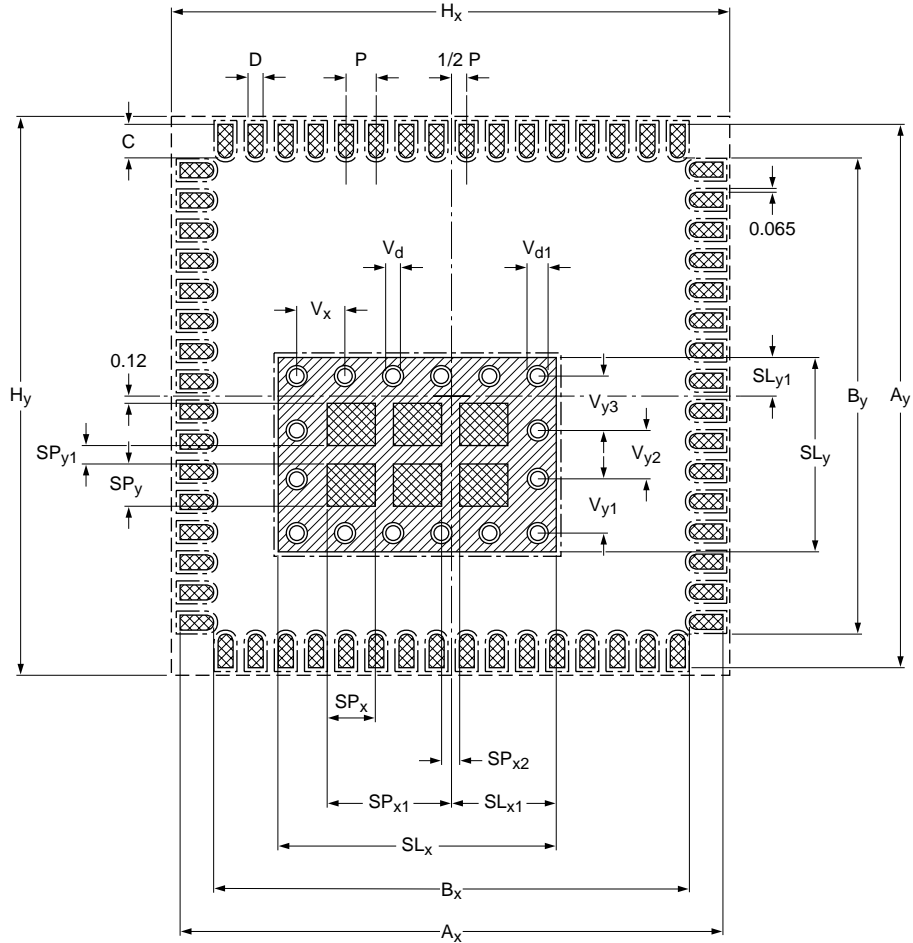 Hx
D P 1/2 P
C
0.065
Vd Vd1
Vx
0.12
SLy1
Hy
Vy3
By
Ay
SPy1
Vy2
SLy
SPy
Vy1
SPx
SPx2
SPx1 SLx1
SLx
Bx
Ax